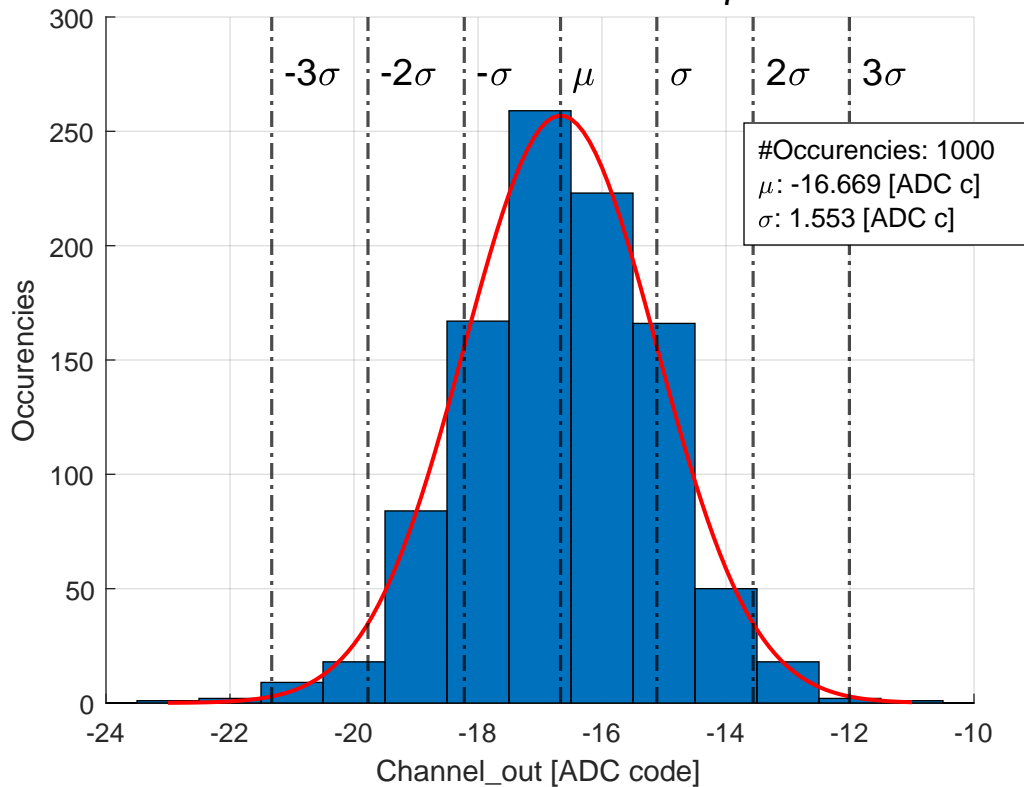 300
250
200
150
100
50
0
-3σ -2σ -σ μ σ 2σ 3σ
#Occurencies: 1000
μ: -16.669 [ADC c]
σ: 1.553 [ADC c]
Occurencies
-24 -22 -20 -18 -16 -14 -12 -10
Channel_out [ADC code]